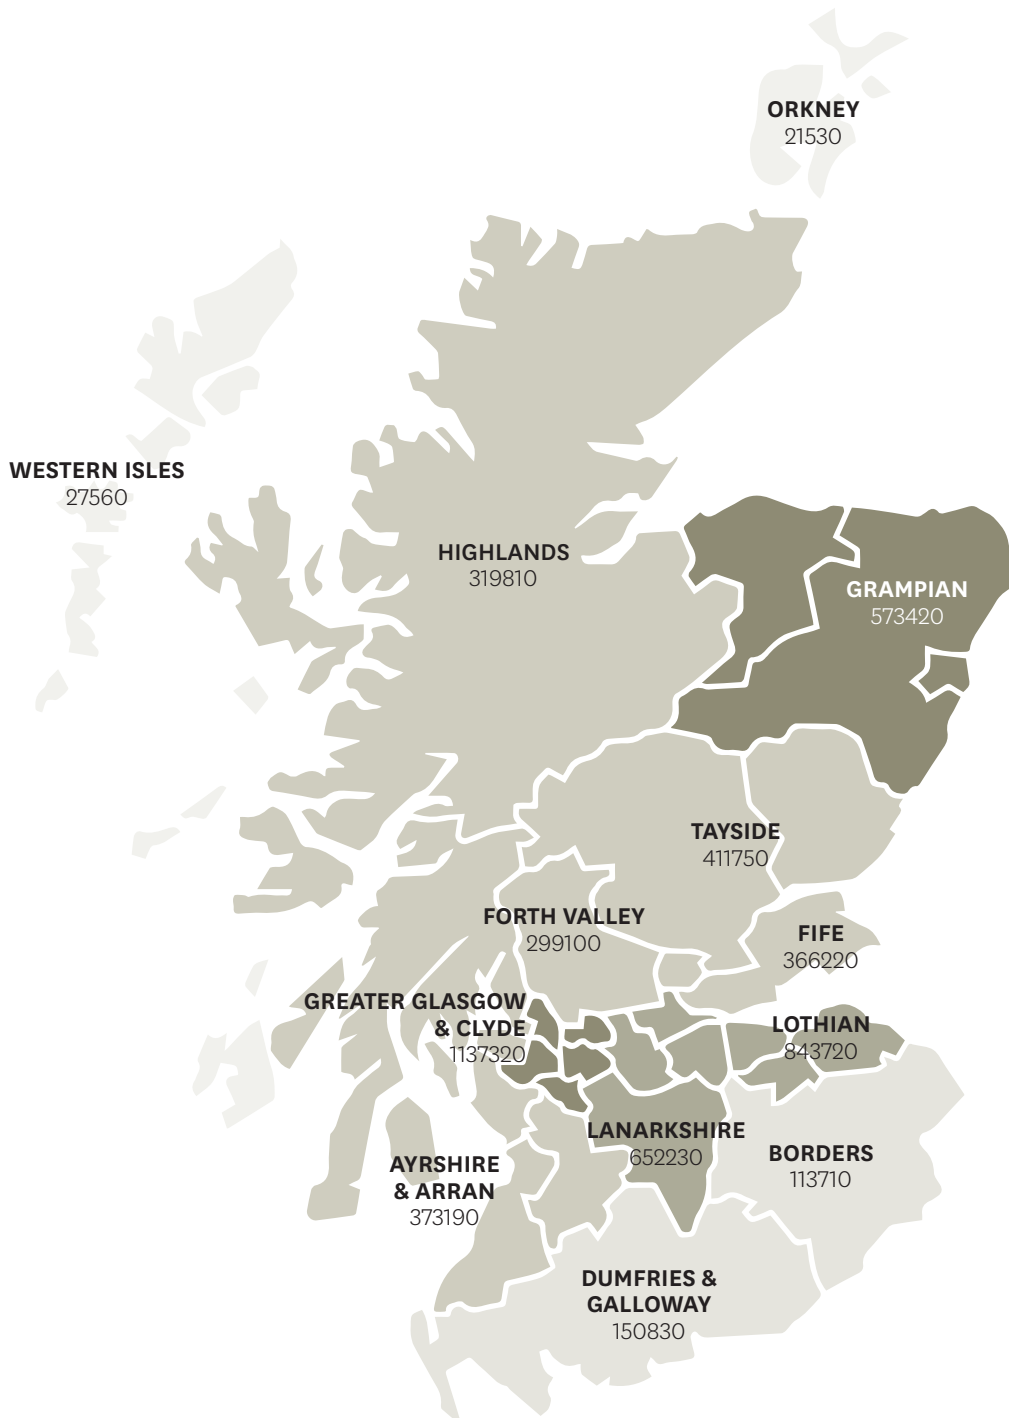 ORKNEY
21530
WESTERN ISLES
27560
HIGHLANDS
319810
GRAMPIAN
573420
TAYSIDE
411750
FORTH VALLEY
299100
FIFE
366220
GREATER GLASGOW
& CLYDE
1137320
LOTHIAN
843720
LANARKSHIRE
652230
BORDERS
113710
AYRSHIRE
& ARRAN
373190
DUMFRIES &
GALLOWAY
150830